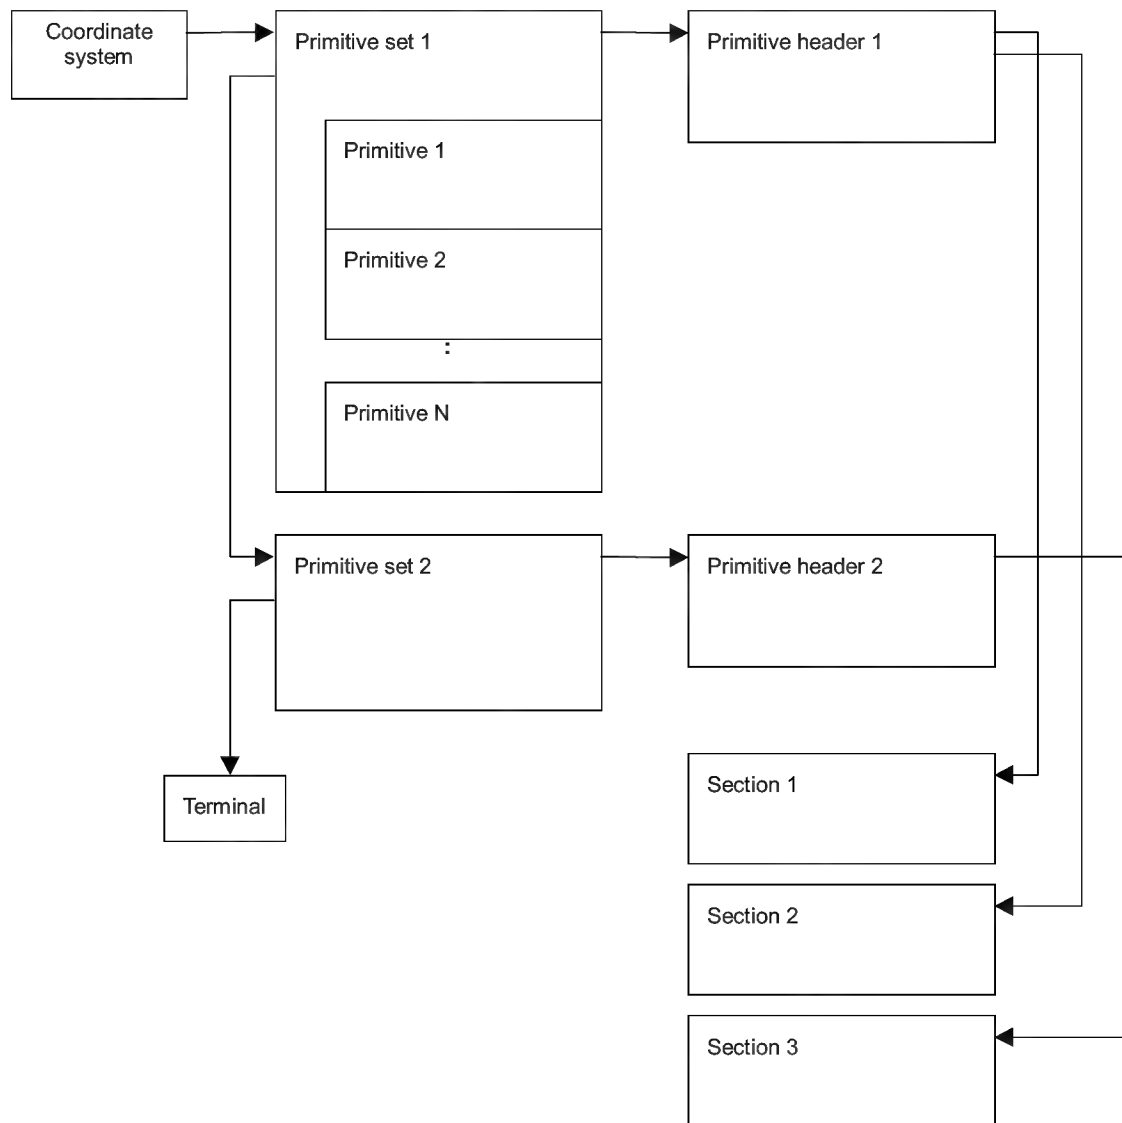 Coordinate
system
Primitive set 1
Primitive header 1
Primitive 1
Primitive 2
:
Primitive N
Primitive set 2
Primitive header 2
Terminal
Section 1
Section 2
Section 3